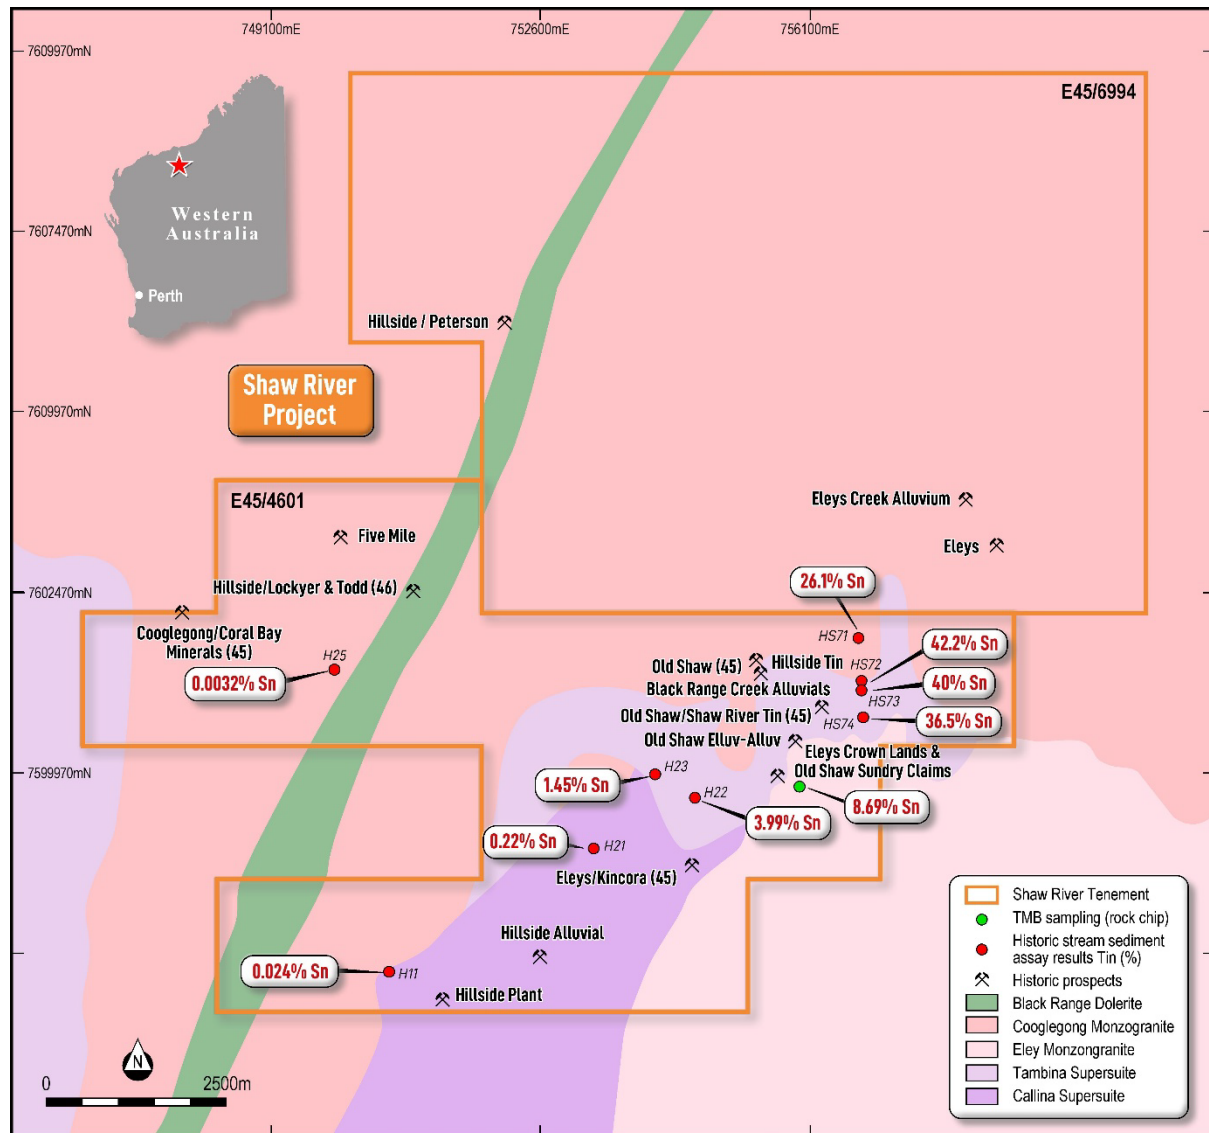 749100mE
752600mE
756100mE
7609970mN
E45/6994
Western
Australia
Perth
7607470mN
Hillside / Peterson
Shaw River
Project
7609970mN
E45/4601
Five Mile
Eleys Creek Alluvium
Eleys
Hillside/Lockyer & Todd (46)
7602470mN
26.1% Sn
HS71
Cooglegong/Coral Bay
Minerals (45)
H25
0.0032% Sn
Old Shaw (45)
Hillside Tin
HS72
42.2% Sn
Black Range Creek Alluvials
HS73
40% Sn
Old Shaw/Shaw River Tin (45)
HS74
36.5% Sn
Old Shaw Elluv-Alluv
Eleys Crown Lands &
Old Shaw Sundry Claims
7599970mN
H23
1.45% Sn
H22
3.99% Sn
8.69% Sn
0.22% Sn
H21
Eleys/Kincora (45)
Hillside Alluvial
0.024% Sn
H11
Hillside Plant
N
0
2500m
Shaw River Tenement
TMB sampling (rock chip)
Historic stream sediment
assay results Tin (%)
Historic prospects
Black Range Dolerite
Cooglegong Monzogranite
Eley Monzongranite
Tambina Supersuite
Callina Supersuite